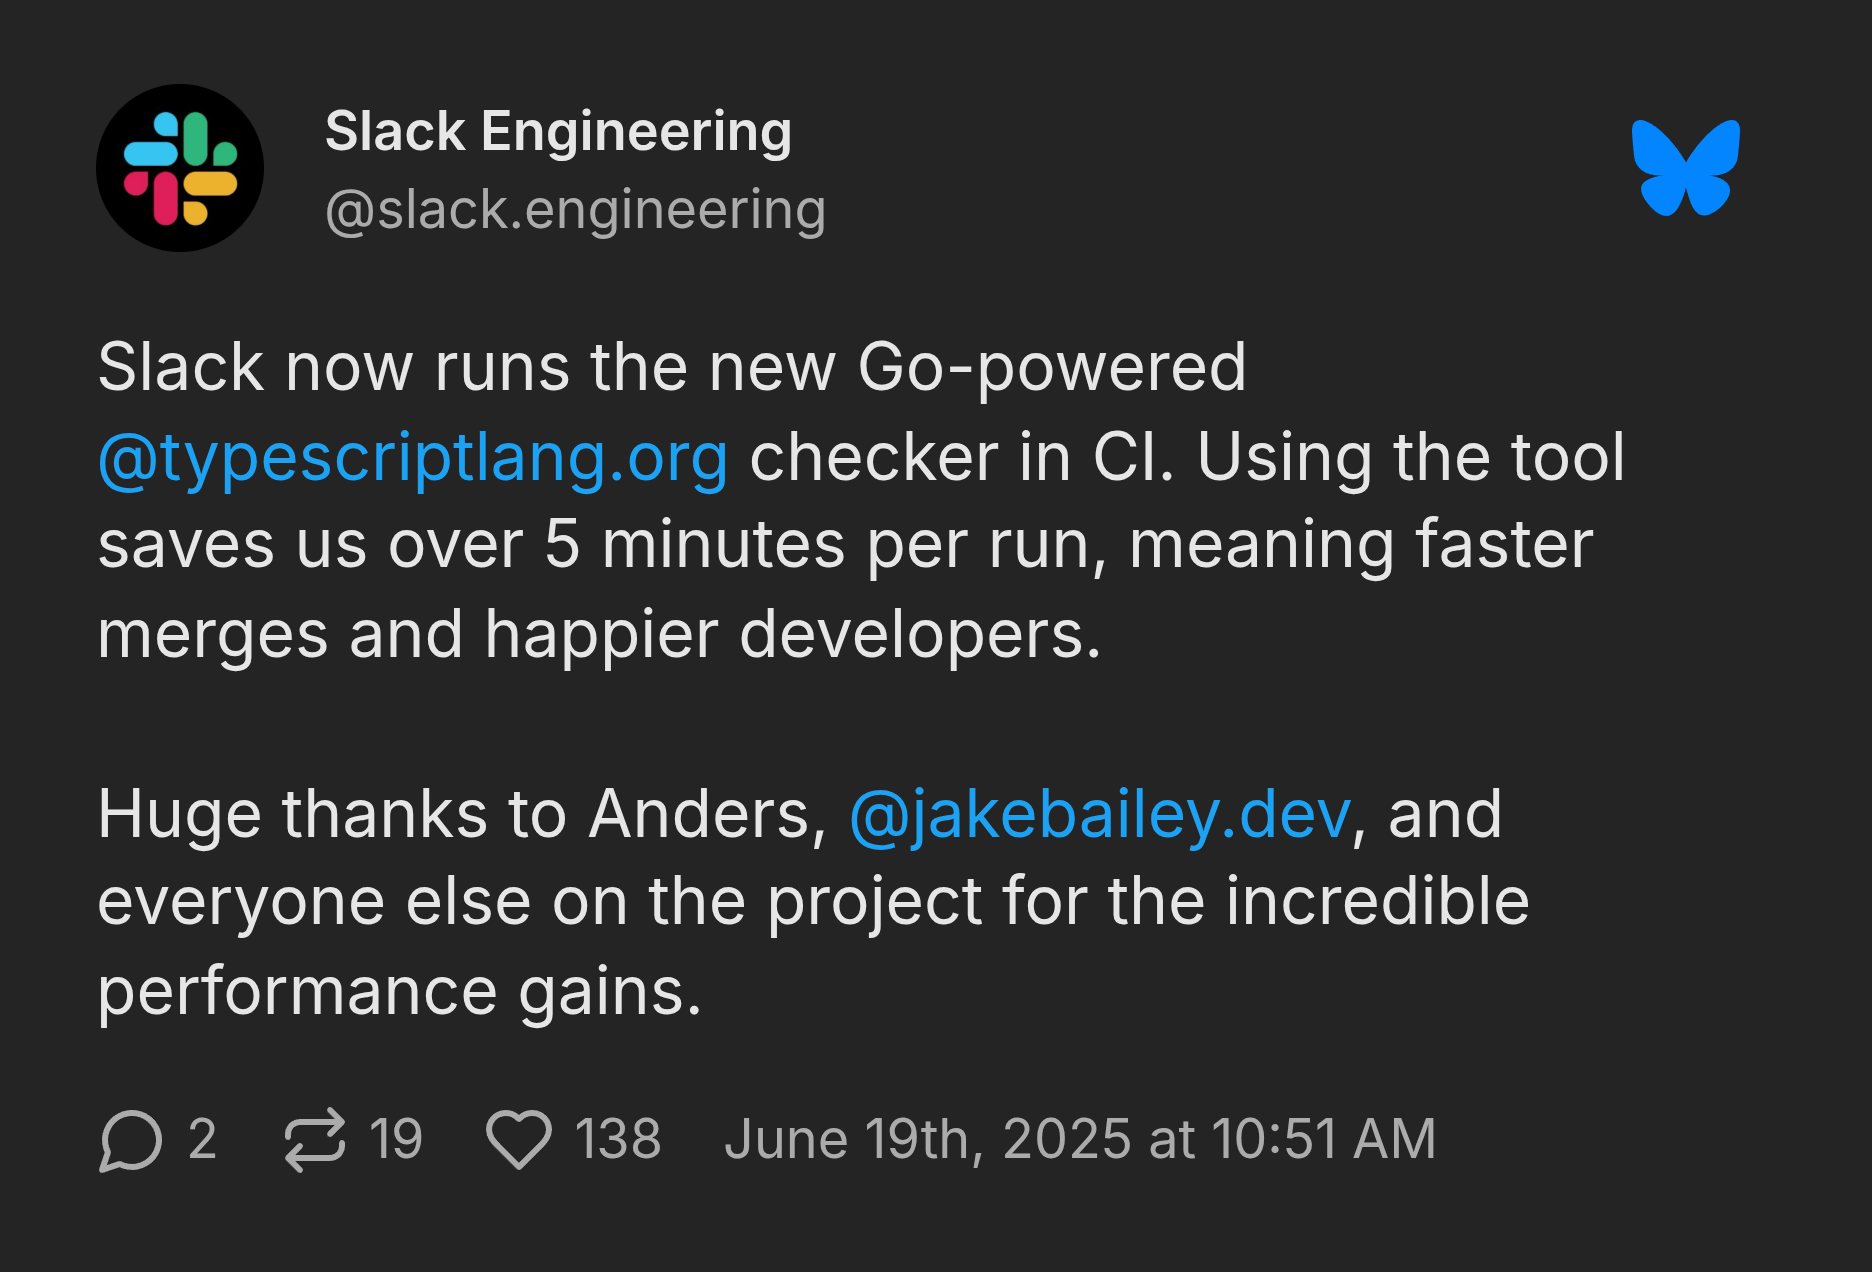 Slack Engineering
@slack.engineering
Slack now runs the new Go-powered
@typescriptlang.org checker in CI. Using the tool
saves us over 5 minutes per run, meaning faster
merges and happier developers.
Huge thanks to Anders, @jakebailey.dev, and
everyone else on the project for the incredible
performance gains.
2 19 138 June 19th, 2025 at 10:51 AM